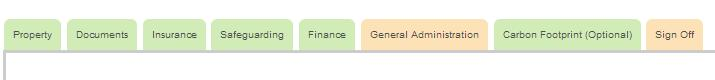 Property Documents Insurance Safeguarding Finance General Administration Carbon Footprint (Optional) Sign Off